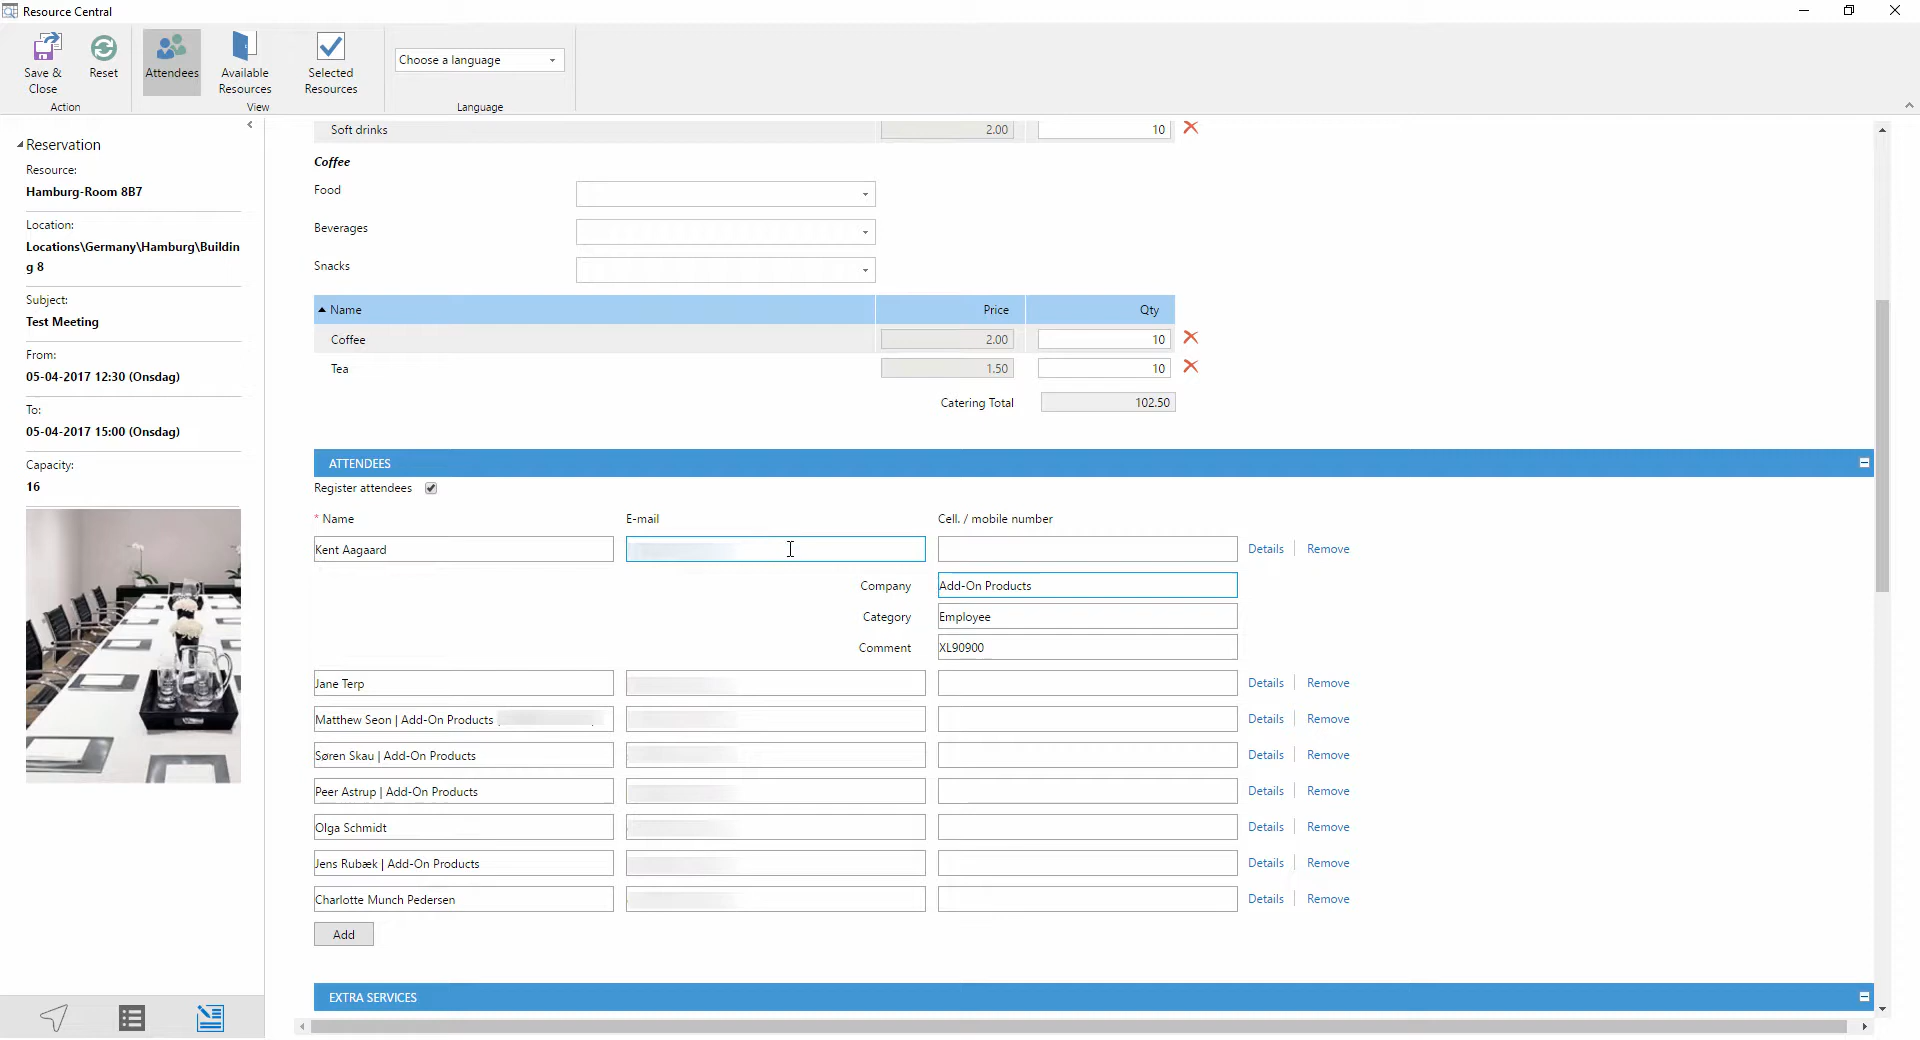 Resource Central
Save & Close
Reset
Attendees
Available Resources
Selected Resources
Choose a language
Action
View
Language
Reservation
Resource:
Hamburg-Room 8B7
Location:
Locations\Germany\Hamburg\Buildin
g 8
Subject:
Test Meeting
From:
05-04-2017 12:30 (Onsdag)
To:
05-04-2017 15:00 (Onsdag)
Capacity:
16
Soft drinks 2.00 10
Coffee
Food
Beverages
Snacks
Name Price Qty
Coffee 2.00 10
Tea 1.50 10
Catering Total 102.50
ATTENDEES
Register attendees
* Name E-mail Cell. / mobile number
Kent Aagaard Details Remove
Company Add-On Products
Category Employee
Comment XL90900
Jane Terp Details Remove
Matthew Seon | Add-On Products Details Remove
Søren Skau | Add-On Products Details Remove
Peer Astrup | Add-On Products Details Remove
Olga Schmidt Details Remove
Jens Rubæk | Add-On Products Details Remove
Charlotte Munch Pedersen Details Remove
Add
EXTRA SERVICES